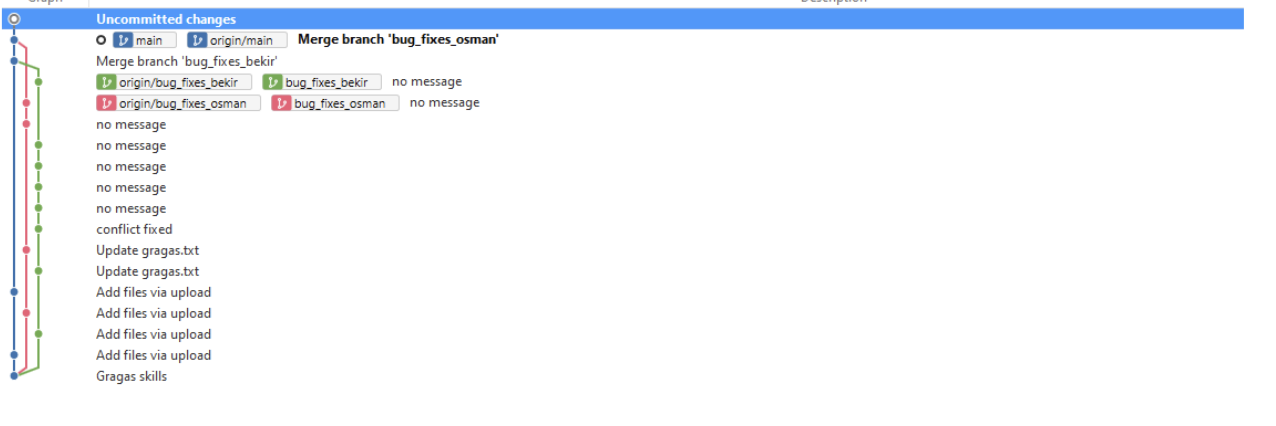 Graph Description
Uncommitted changes
main origin/main Merge branch 'bug_fixes_osman'
Merge branch 'bug_fixes_bekir'
origin/bug_fixes_bekir bug_fixes_bekir no message
origin/bug_fixes_osman bug_fixes_osman no message
no message
no message
no message
no message
no message
conflict fixed
Update gragas.txt
Update gragas.txt
Add files via upload
Add files via upload
Add files via upload
Add files via upload
Gragas skills